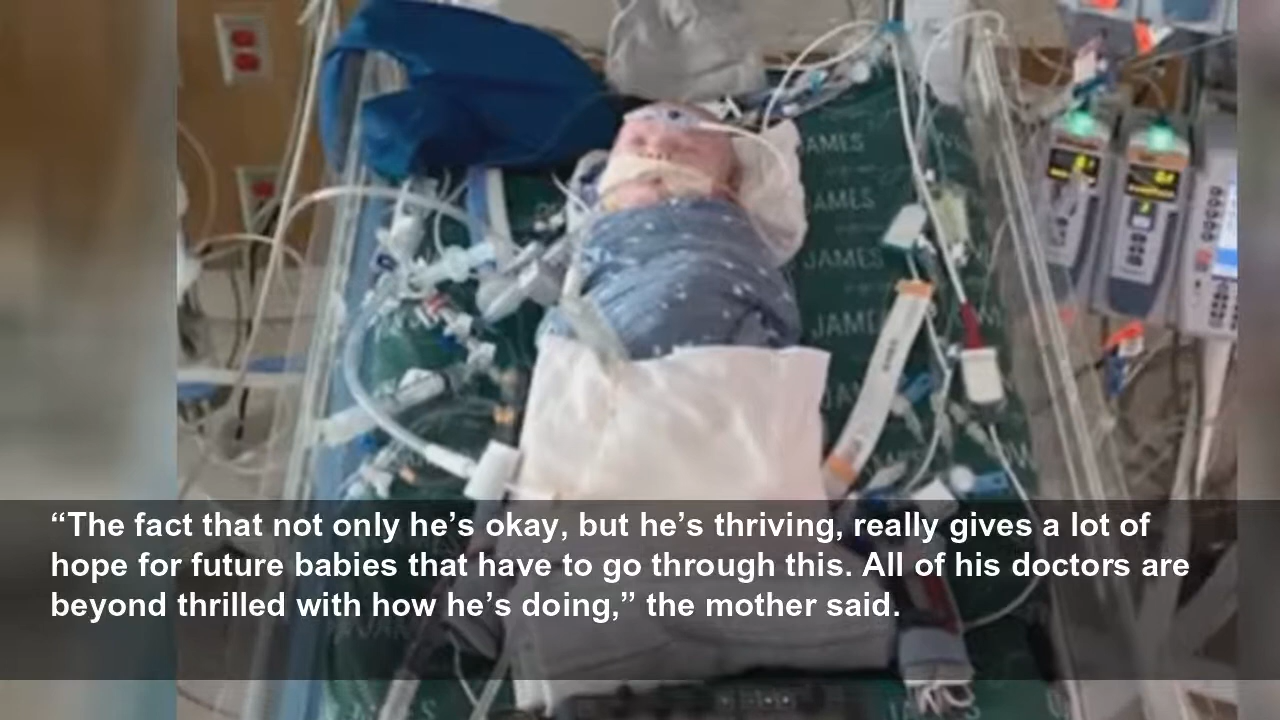 AMES
JAMES
JAMES
JAMES
“The fact that not only he’s okay, but he’s thriving, really gives a lot of
hope for future babies that have to go through this. All of his doctors are
beyond thrilled with how he’s doing,” the mother said.